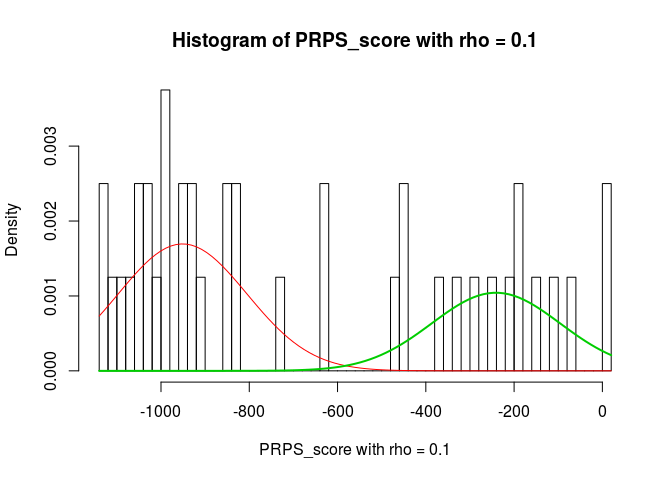 Histogram of PRPS_score with rho = 0.1
Density
0.003
0.002
0.001
0.000
-1000 -800 -600 -400 -200 0
PRPS_score with rho = 0.1